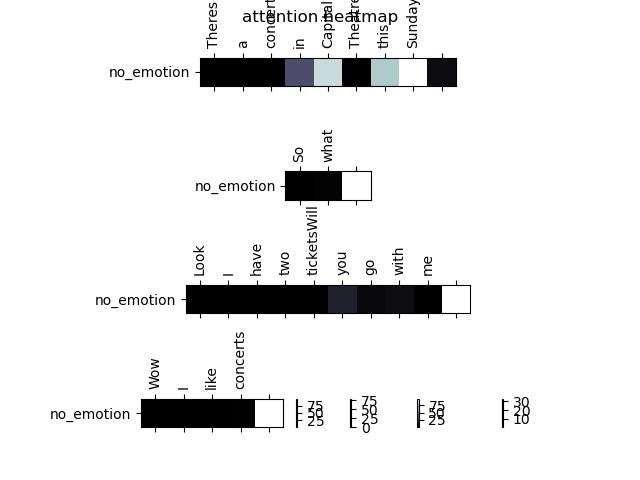 attention heatmap
Theres a concert in Capital Theatre this Sunday
no_emotion
So what
no_emotion
Look I have two ticketsWill you go with me
no_emotion
Wow I like concerts
no_emotion
75 50 25
75 50 25 0
75 50 25
30 20 10